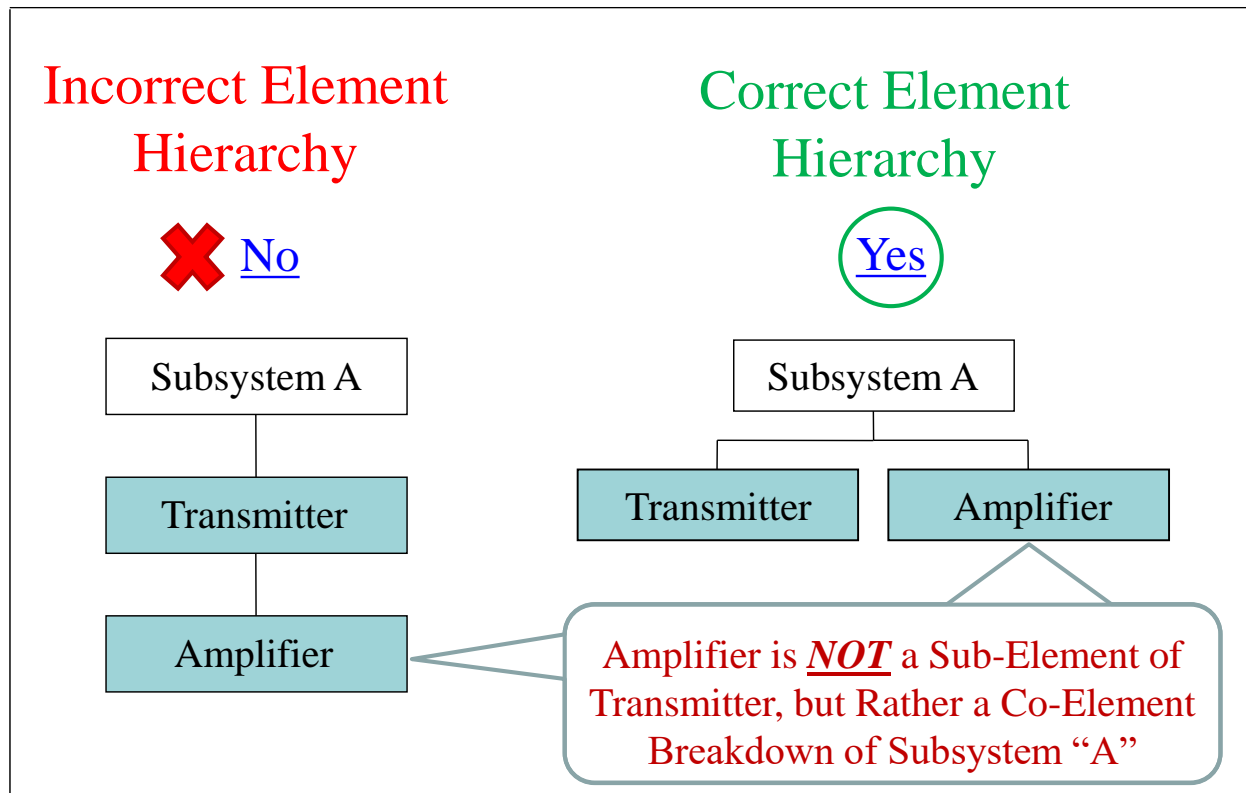 Incorrect Element
Hierarchy
No
Subsystem A
Transmitter
Amplifier
Correct Element
Hierarchy
Yes
Subsystem A
Transmitter
Amplifier
Amplifier is NOT a Sub-Element of
Transmitter, but Rather a Co-Element
Breakdown of Subsystem “A”